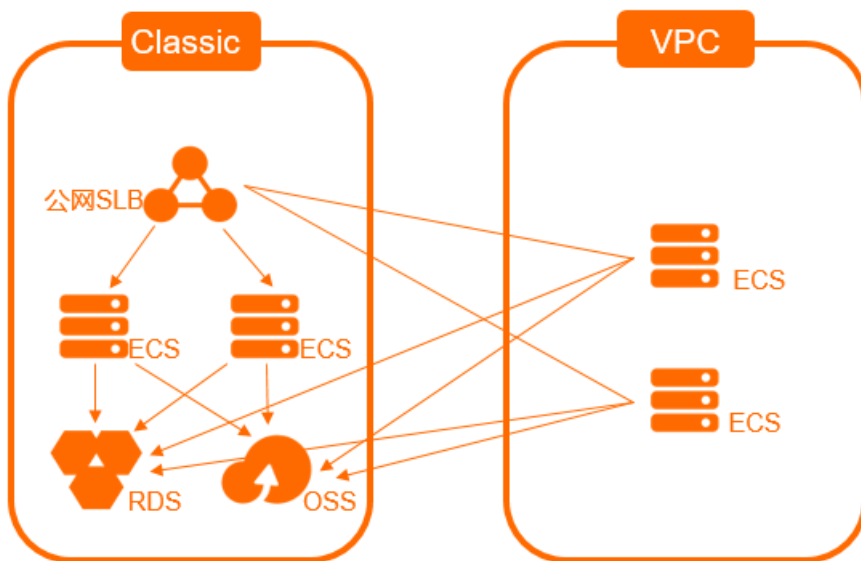 Classic
VPC
公网SLB
ECS
ECS
RDS
OSS
ECS
ECS